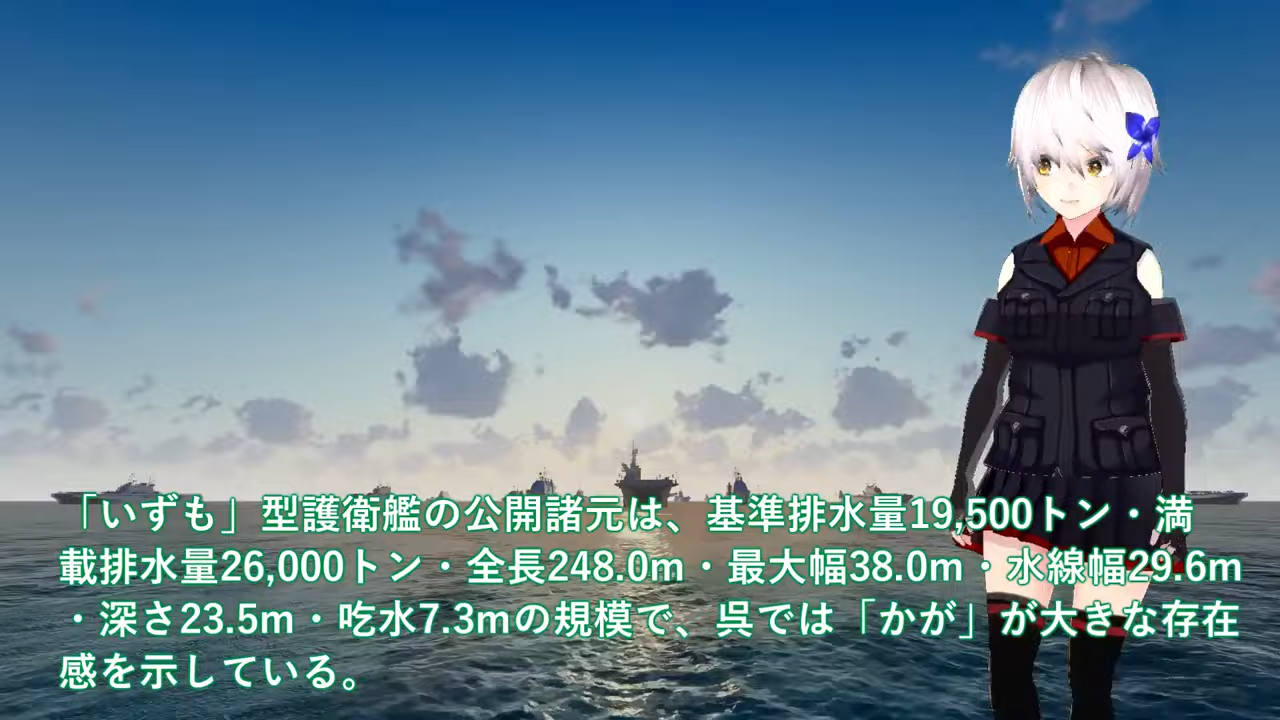 「いずも」型護衛艦の公開諸元は、基準排水量19,500トン・満
載排水量26,000トン・全長248.0m・最大幅38.0m・水線幅29.6m
・深さ23.5m・吃水7.3mの規模で、呉では「かが」が大きな存在
感を示している。